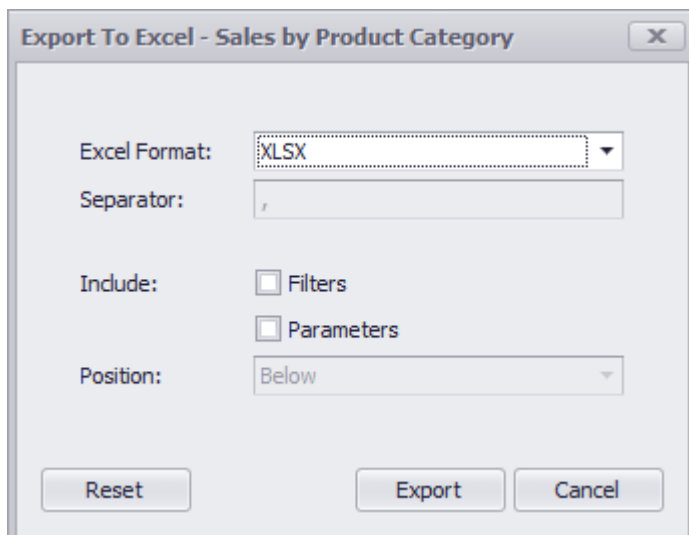 Export To Excel - Sales by Product Category
Excel Format: XLSX
Separator: ,
Include: Filters
Parameters
Position: Below
Reset Export Cancel